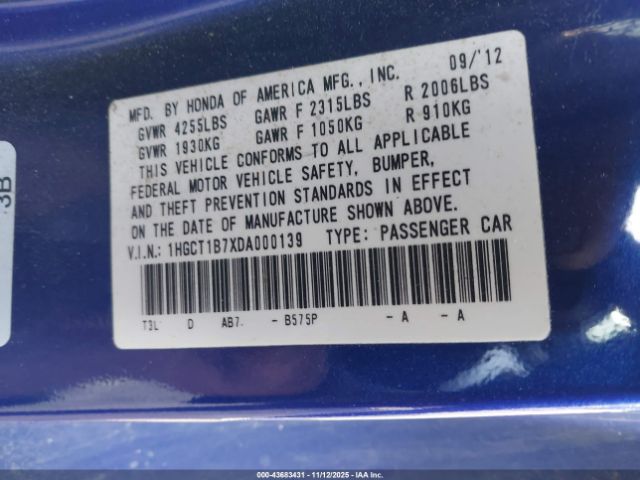 MFD. BY HONDA OF AMERICA MFG., INC. 09/'12
GVWR 4255LBS GAWR F 2315LBS R 2006LBS
GVWR 1930KG GAWR F 1050KG R 910KG
THIS VEHICLE CONFORMS TO ALL APPLICABLE
FEDERAL MOTOR VEHICLE SAFETY, BUMPER,
AND THEFT PREVENTION STANDARDS IN EFFECT
ON THE DATE OF MANUFACTURE SHOWN ABOVE.
V.I.N.: 1HGCT1B7XDA000139 TYPE: PASSENGER CAR
T3L D AB7 - B575P - A - A
3B
000-43683431 - 11/12/2025 - IAA Inc.